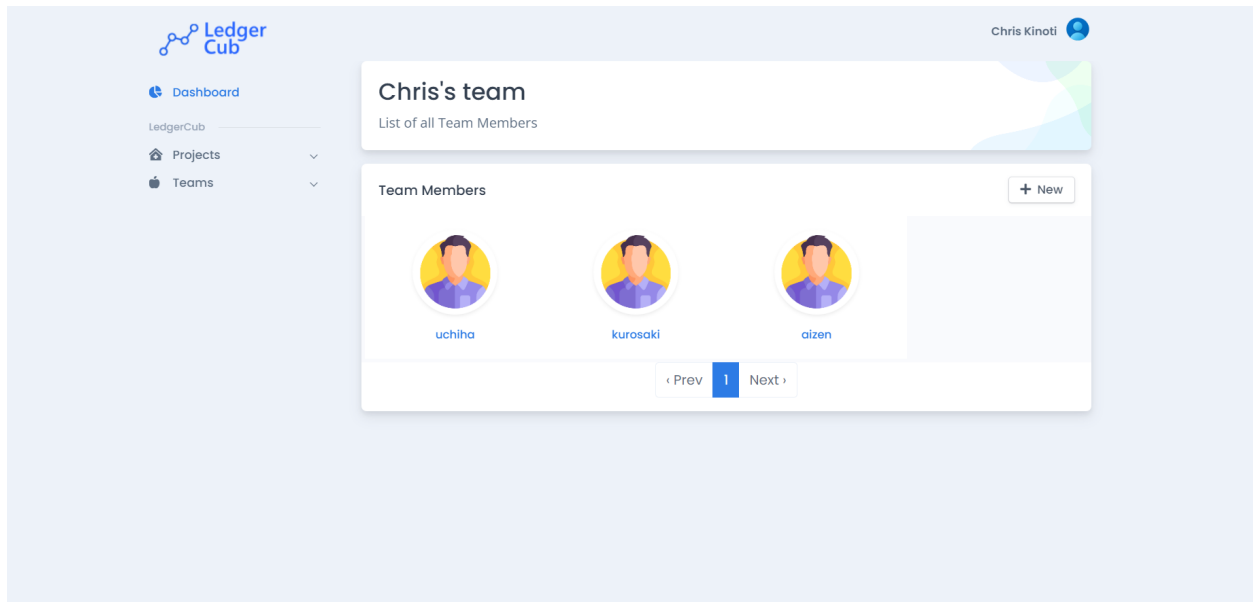 Ledger
Cub
Chris Kinoti
Dashboard
LedgerCub
Projects
Teams
Chris's team
List of all Team Members
Team Members
+ New
uchiha kurosaki aizen
‹ Prev 1 Next ›